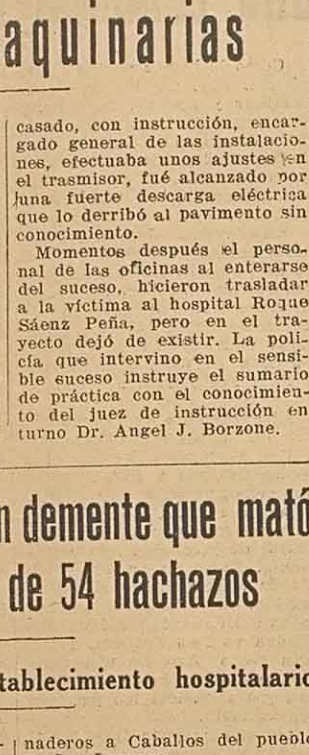 aquinarias
casado, con instrucción, encar-
gado general de las instalacio-
nes, efectuaba unos ajustes en
el trasmisor, fué alcanzado por
una fuerte descarga eléctrica
que lo derribó al pavimento sin
conocimiento.
Momentos después el perso-
nal de las oficinas al enterarse
del suceso, hicieron trasladar
a la víctima al hospital Roque
Sáenz Peña, pero en el tra-
yecto dejó de existir. La poli-
cía que intervino en el sensi-
ble suceso instruye el sumario
de práctica con el conocimien-
to del juez de instrucción en
turno Dr. Angel J. Borzone.
n demente que mató
de 54 hachazos
tablecimiento hospitalario
naderos a Caballos del pueblo